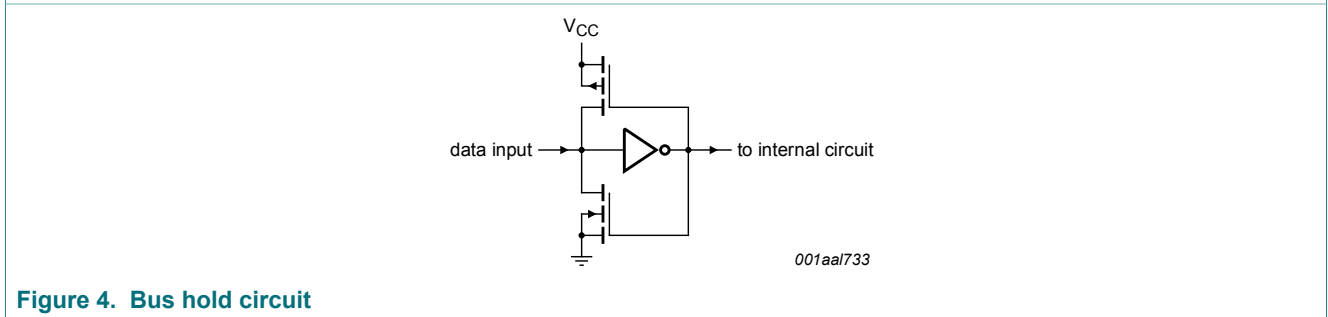 VCC
data input
to internal circuit
001aal733
Figure 4. Bus hold circuit